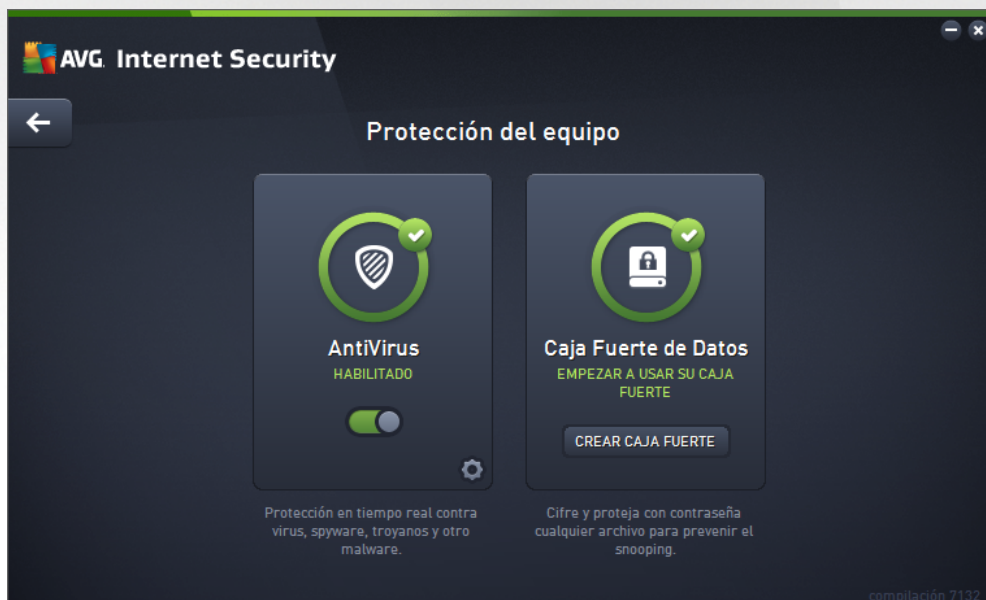 AVG. Internet Security
Protección del equipo
AntiVirus
HABILITADO
Protección en tiempo real contra
virus, spyware, troyanos y otro
malware.
Caja Fuerte de Datos
EMPEZAR A USAR SU CAJA
FUERTE
CREAR CAJA FUERTE
Cifre y proteja con contraseña
cualquier archivo para prevenir el
snooping.
compilación 7132